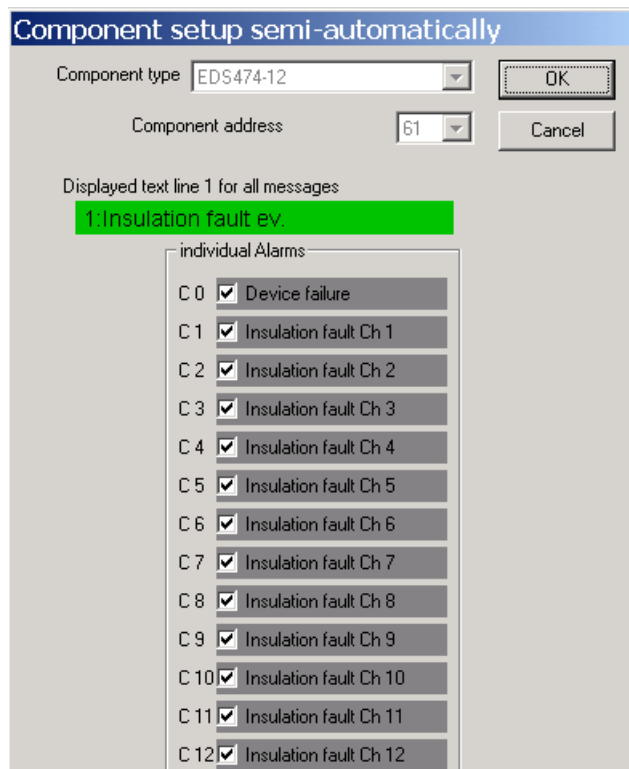 Component setup semi-automatically
Component type EDS474-12 OK
Component address 61 Cancel
Displayed text line 1 for all messages
1:Insulation fault ev.
individual Alarms
C 0 Device failure
C 1 Insulation fault Ch 1
C 2 Insulation fault Ch 2
C 3 Insulation fault Ch 3
C 4 Insulation fault Ch 4
C 5 Insulation fault Ch 5
C 6 Insulation fault Ch 6
C 7 Insulation fault Ch 7
C 8 Insulation fault Ch 8
C 9 Insulation fault Ch 9
C 10 Insulation fault Ch 10
C 11 Insulation fault Ch 11
C 12 Insulation fault Ch 12